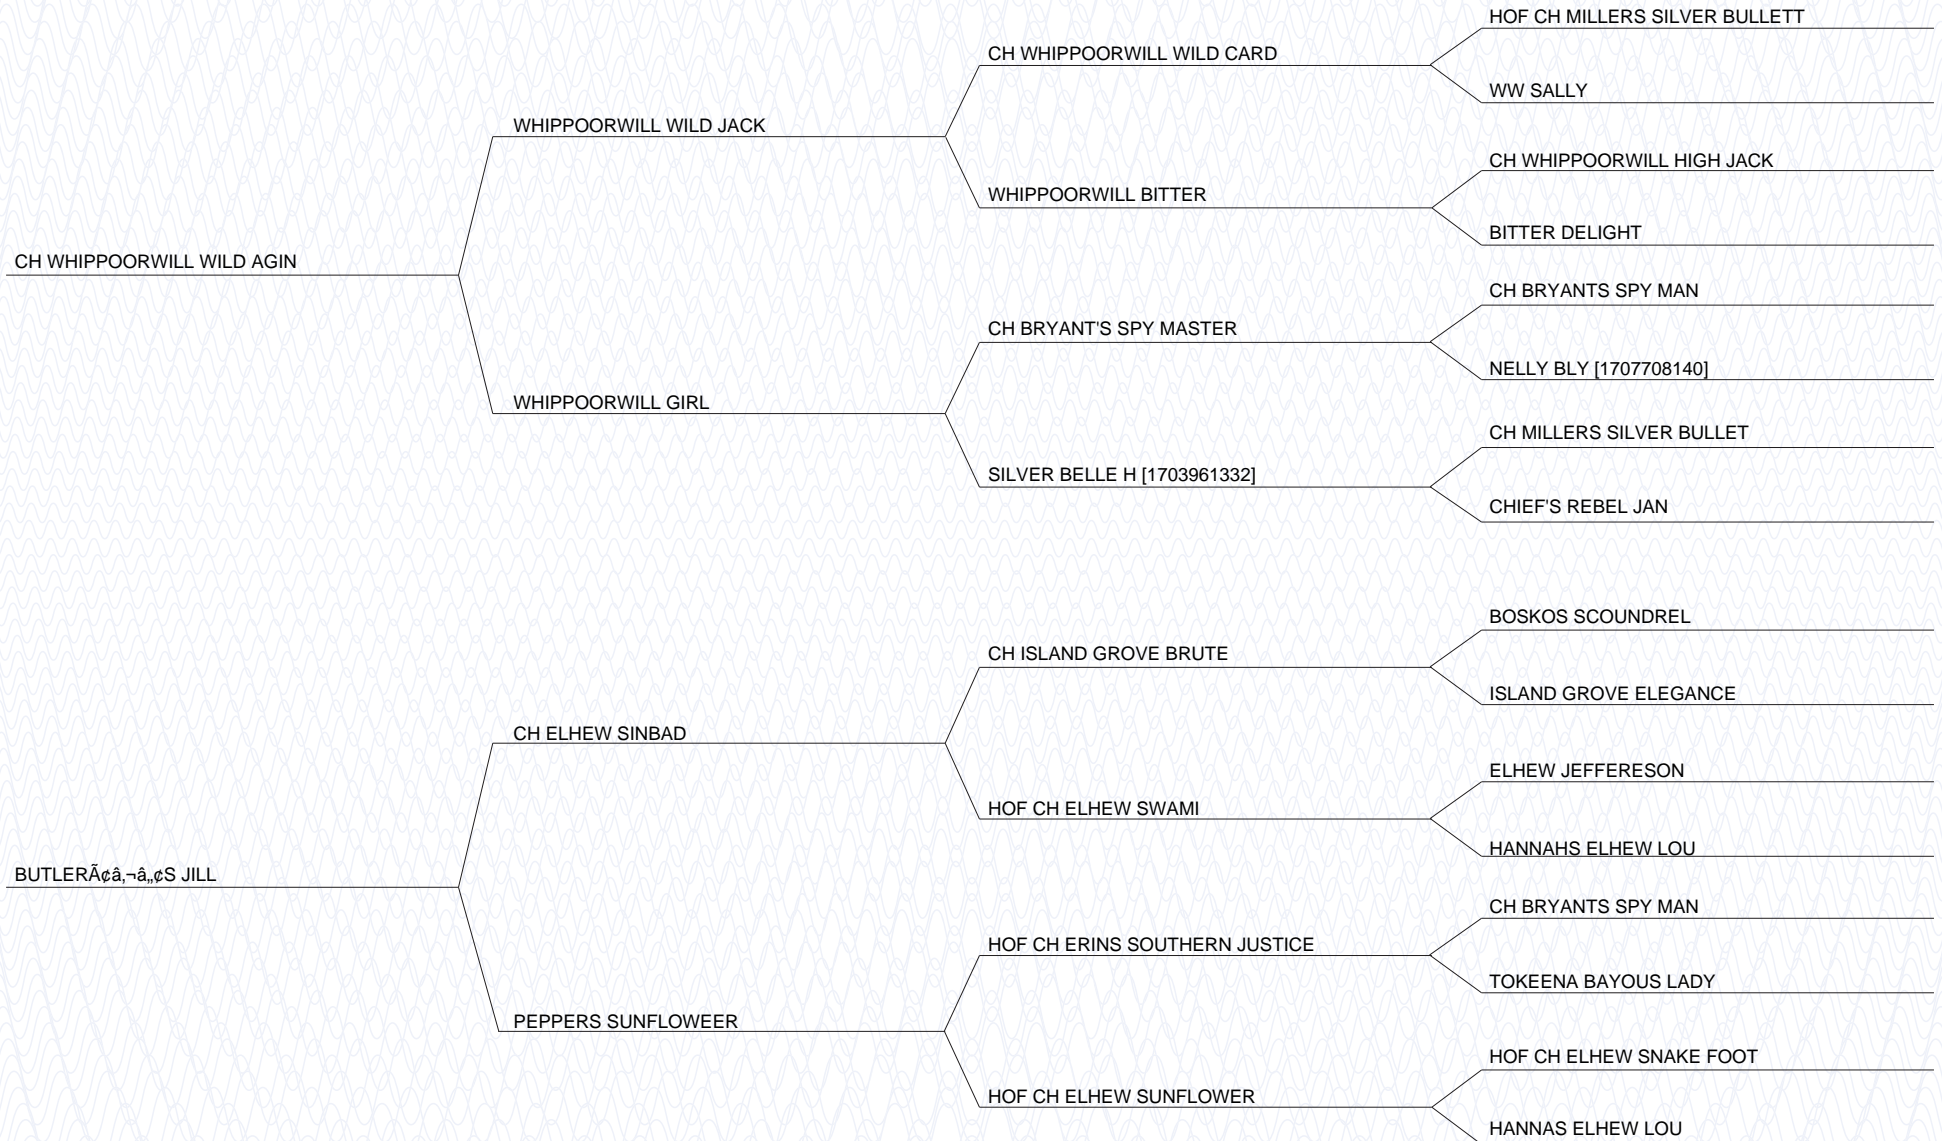 HOF CH MILLERS SILVER BULLETT
CH WHIPPOORWILL WILD CARD
WW SALLY
WHIPPOORWILL WILD JACK
CH WHIPPOORWILL HIGH JACK
WHIPPOORWILL BITTER
BITTER DELIGHT
CH WHIPPOORWILL WILD AGIN
CH BRYANTS SPY MAN
CH BRYANT'S SPY MASTER
NELLY BLY [1707708140]
WHIPPOORWILL GIRL
CH MILLERS SILVER BULLET
SILVER BELLE H [1703961332]
CHIEF'S REBEL JAN
BOSKOS SCOUNDREL
CH ISLAND GROVE BRUTE
ISLAND GROVE ELEGANCE
CH ELHEW SINBAD
ELHEW JEFFERESON
HOF CH ELHEW SWAMI
HANNAHS ELHEW LOU
BUTLERÃ¢â‚¬â„¢S JILL
CH BRYANTS SPY MAN
HOF CH ERINS SOUTHERN JUSTICE
TOKEENA BAYOUS LADY
PEPPERS SUNFLOWEER
HOF CH ELHEW SNAKE FOOT
HOF CH ELHEW SUNFLOWER
HANNAS ELHEW LOU